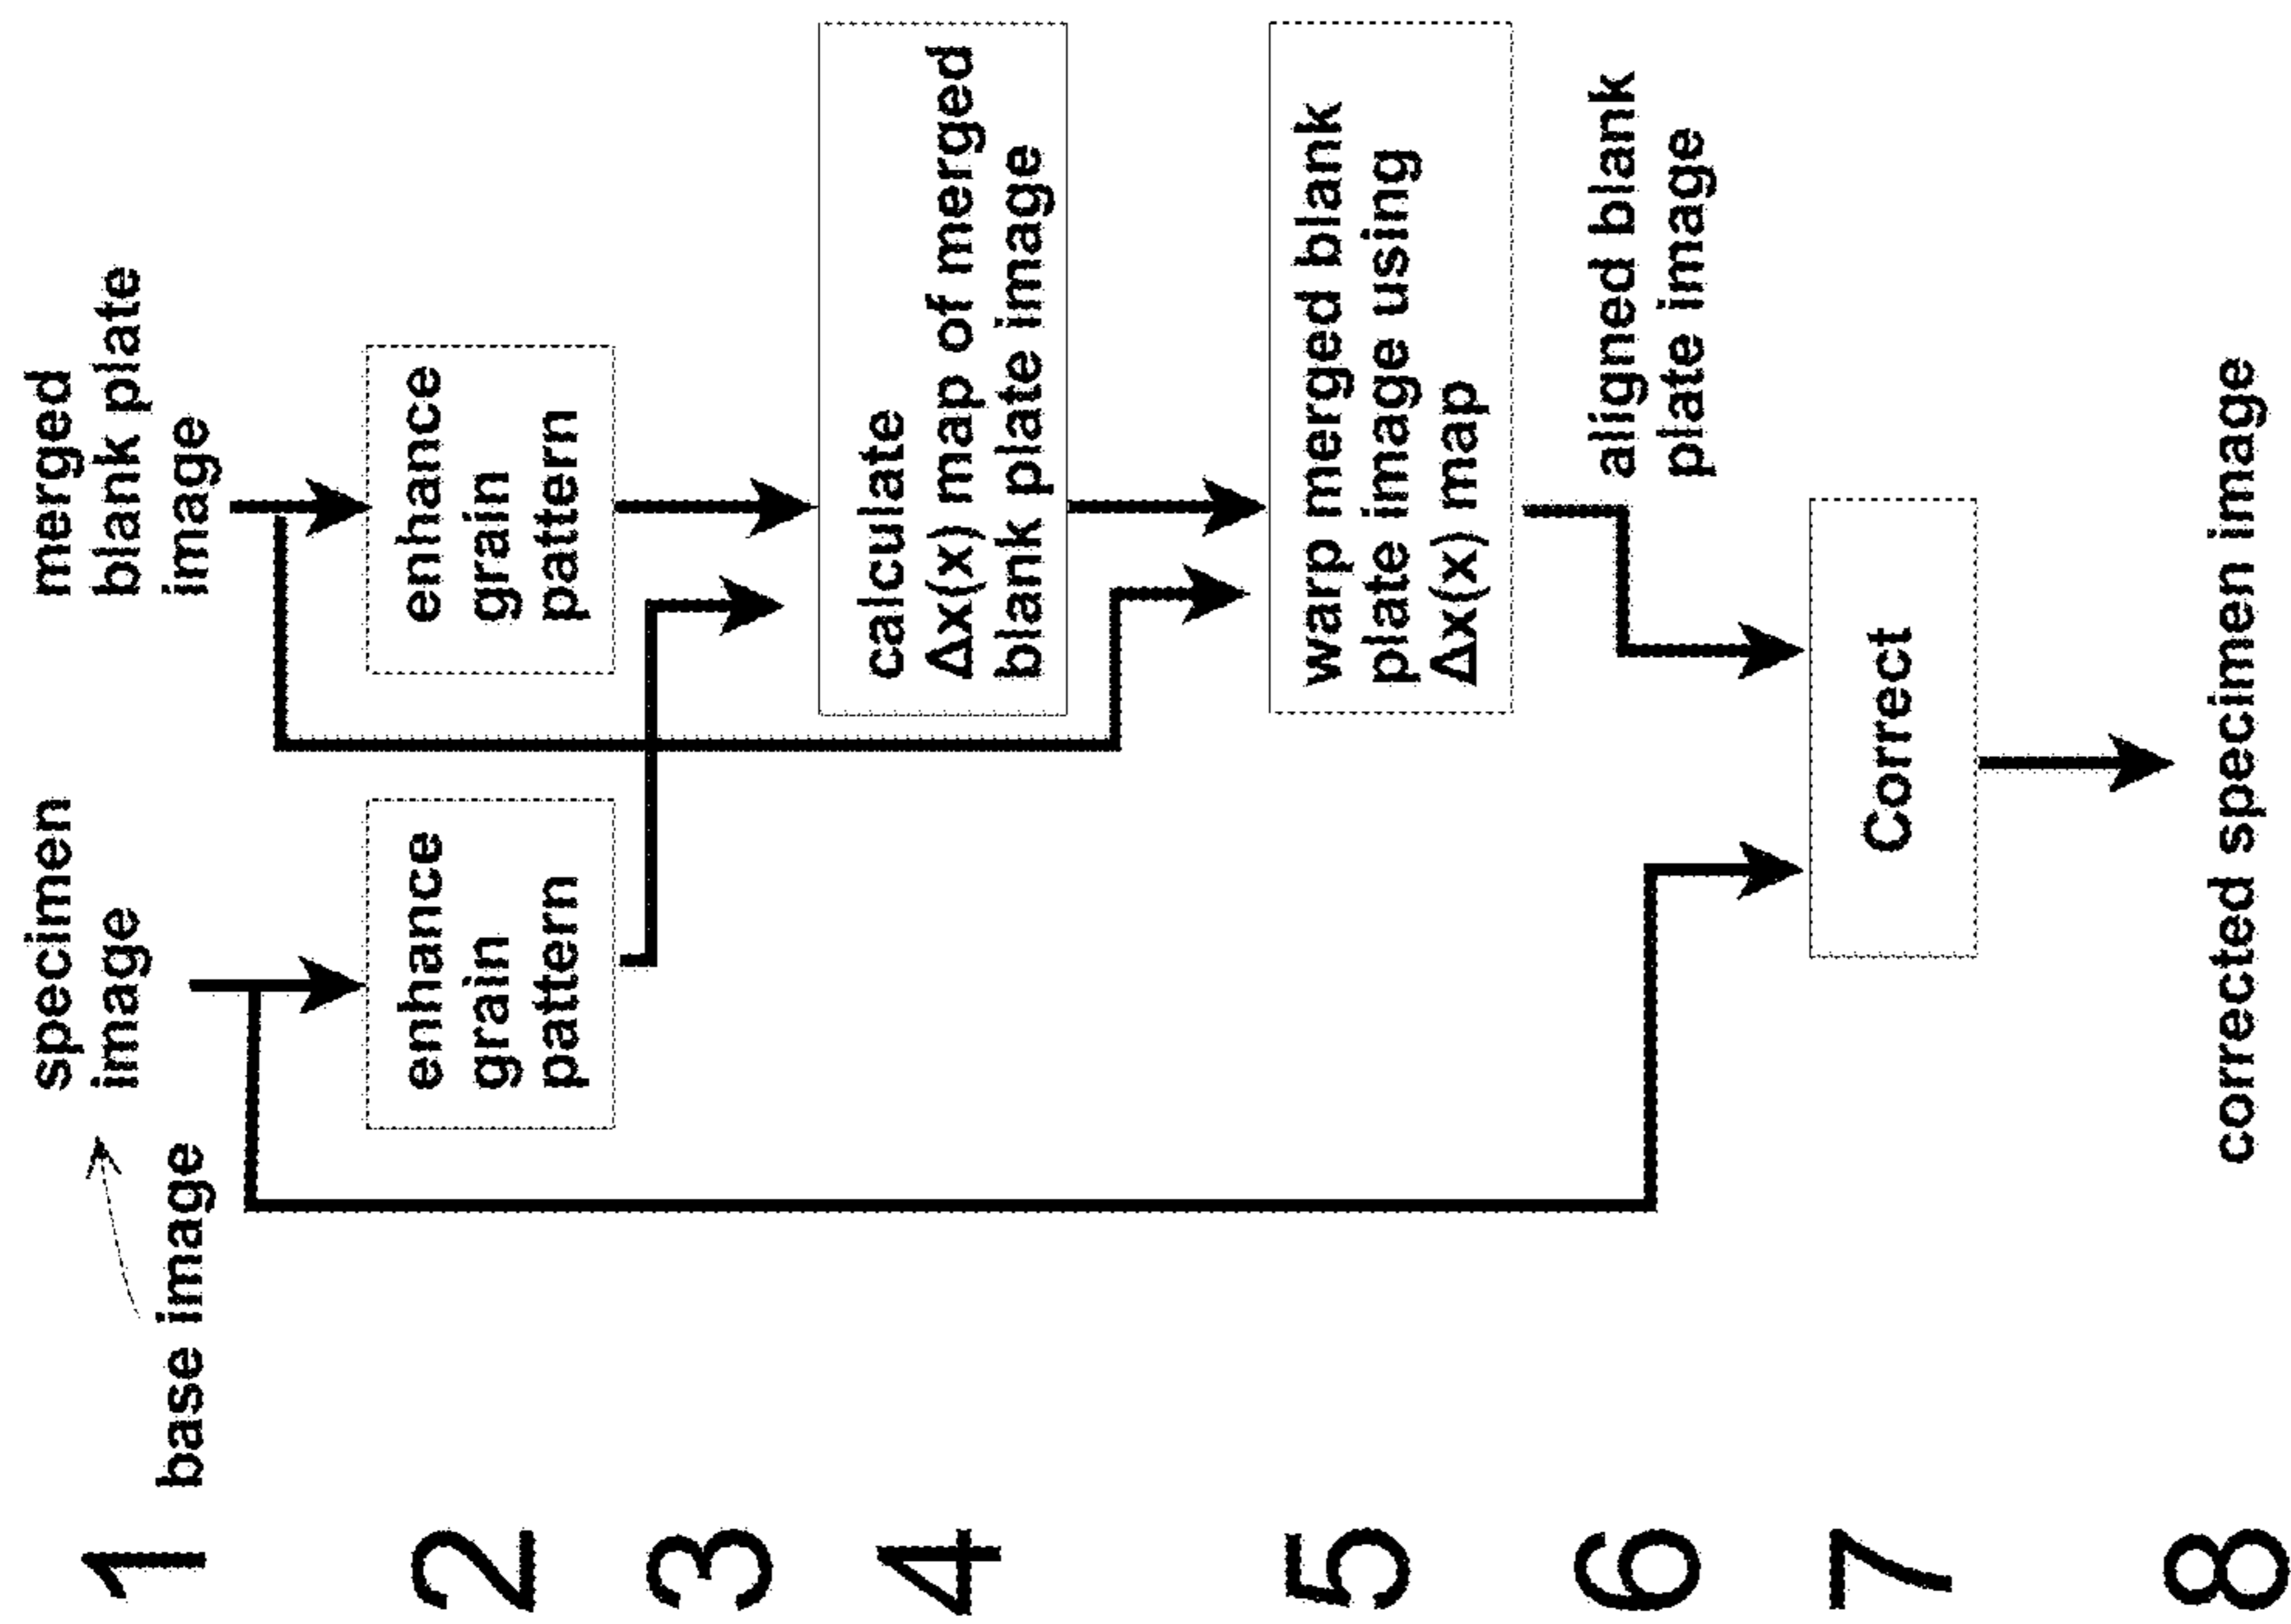 1
specimen
image
merged
blank plate
image
base image
2
enhance
grain
pattern
enhance
grain
pattern
3
4
calculate
Δx(x) map of merged
blank plate image
5
warp merged blank
plate image using
Δx(x) map
6
aligned blank
plate image
7
Correct
8
corrected specimen image